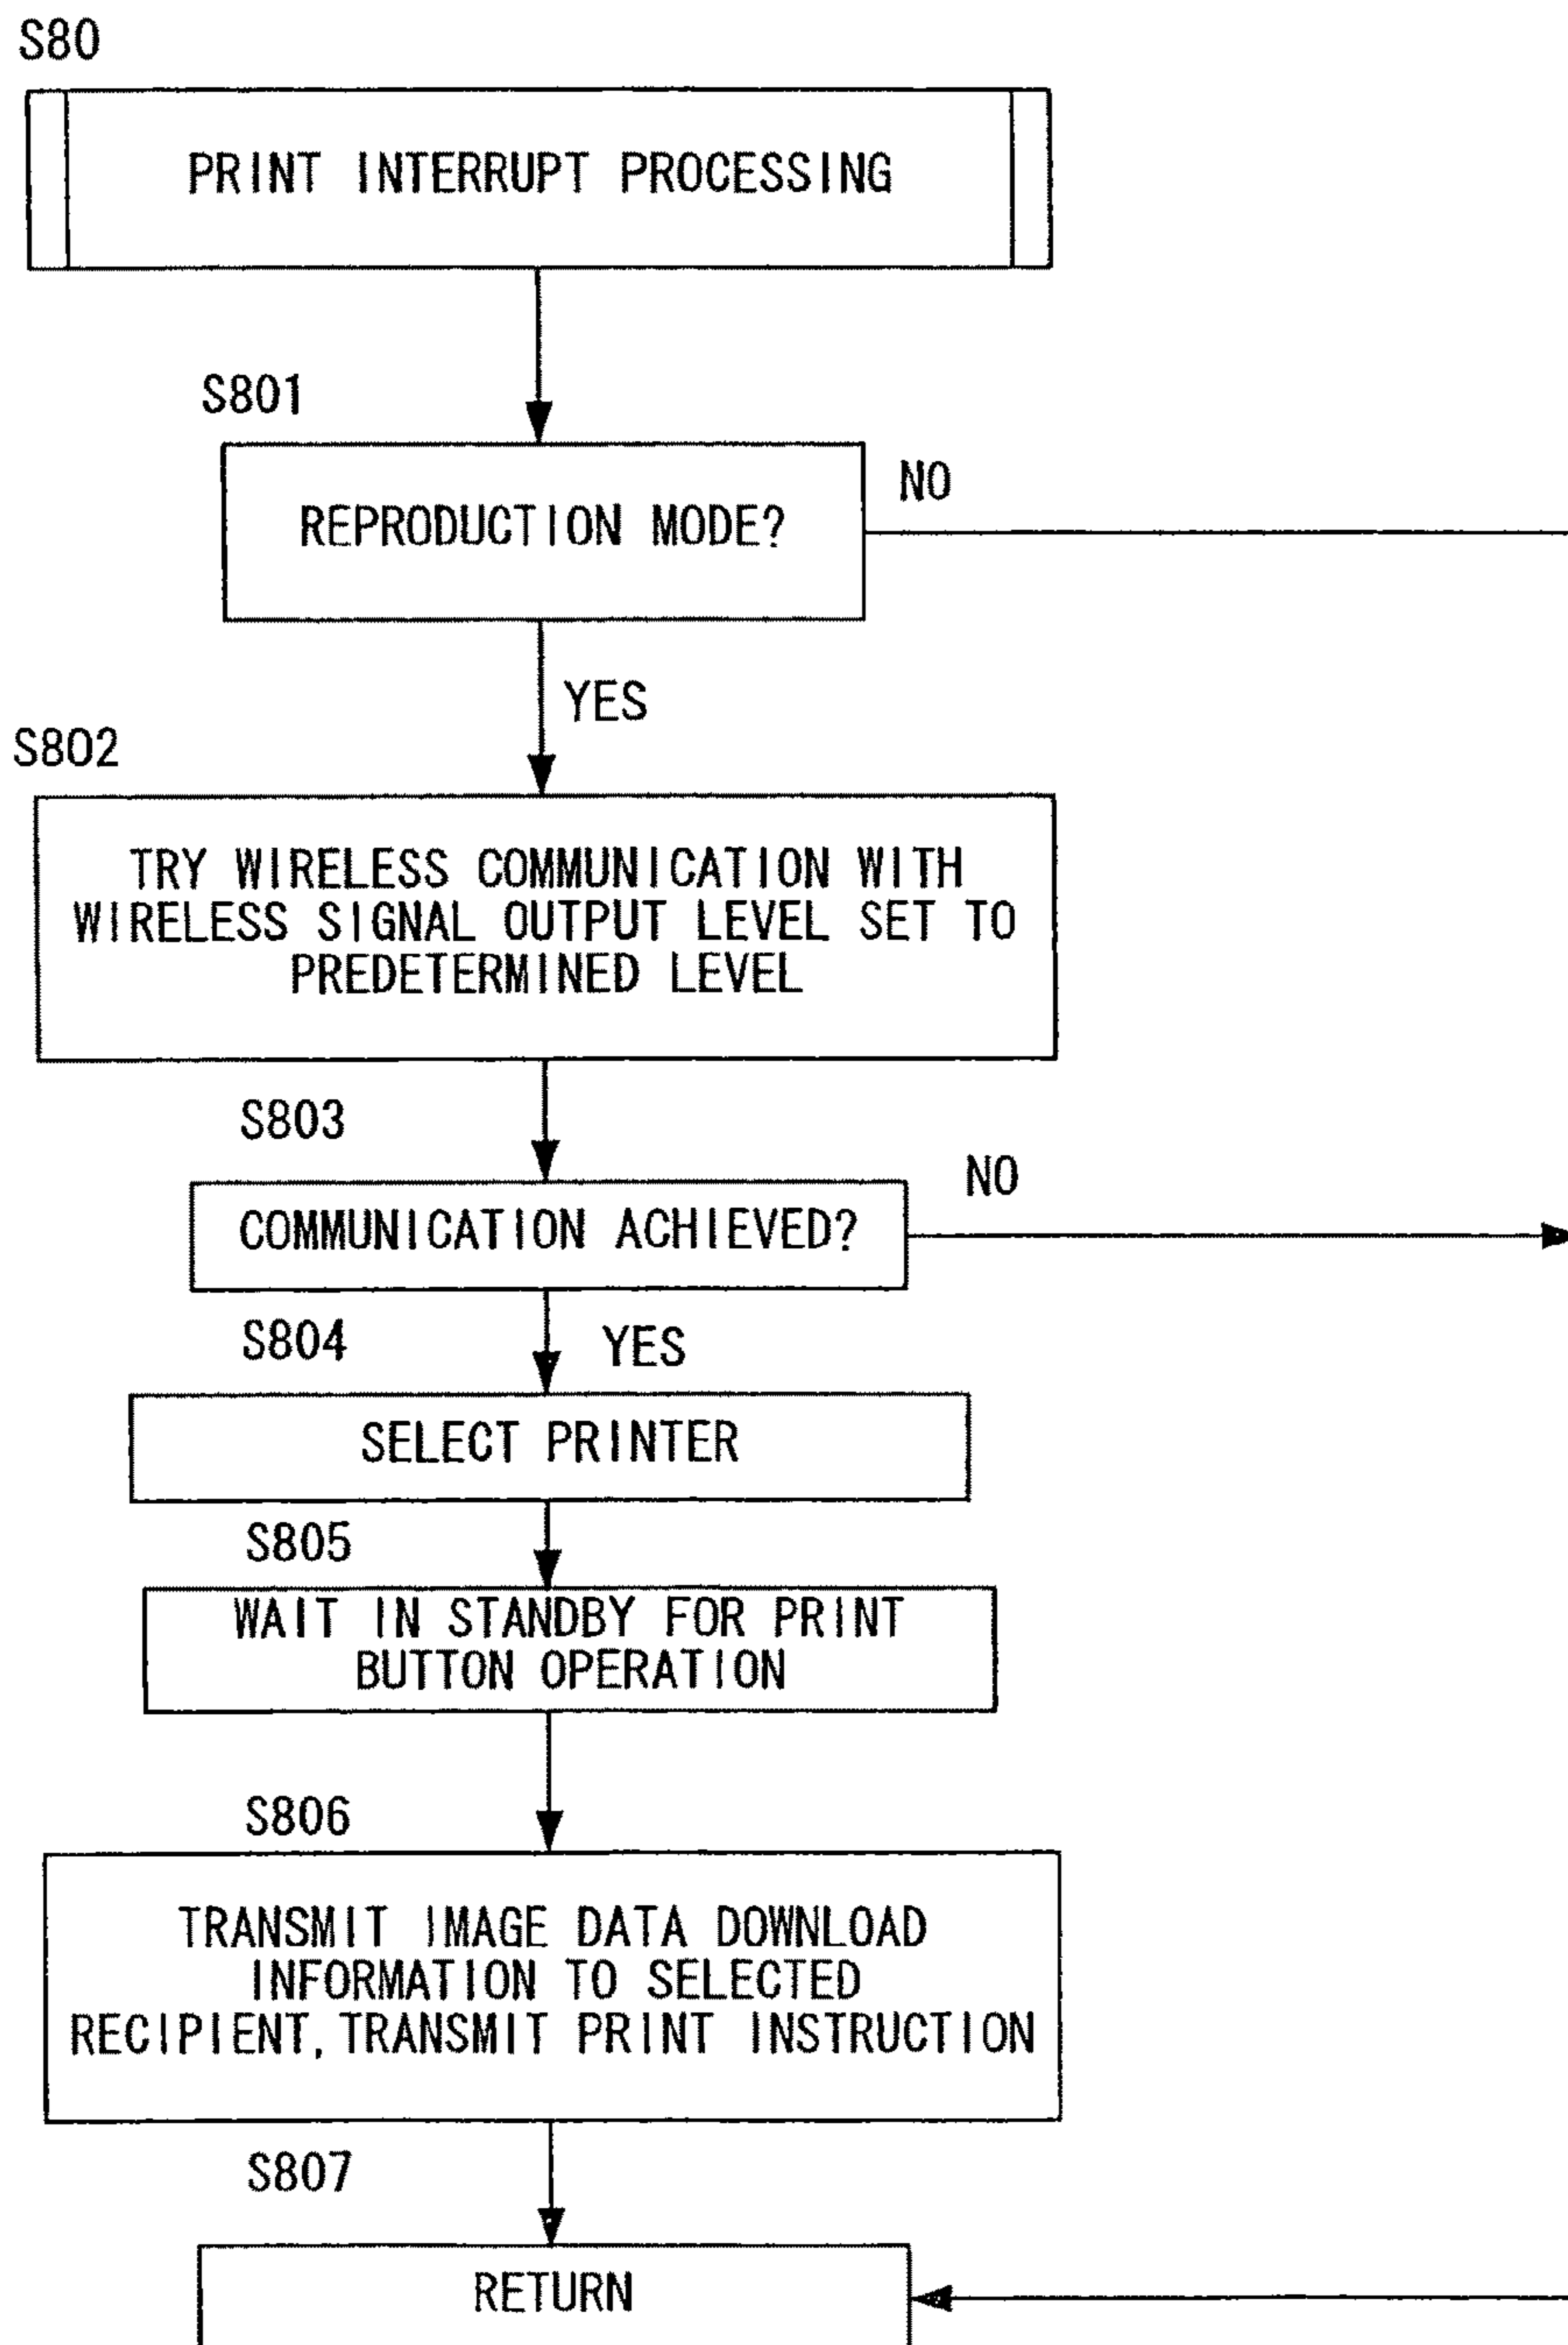 S80
PRINT INTERRUPT PROCESSING
S801
REPRODUCTION MODE?
NO
YES
S802
TRY WIRELESS COMMUNICATION WITH
WIRELESS SIGNAL OUTPUT LEVEL SET TO
PREDETERMINED LEVEL
S803
COMMUNICATION ACHIEVED?
NO
S804
YES
SELECT PRINTER
S805
WAIT IN STANDBY FOR PRINT
BUTTON OPERATION
S806
TRANSMIT IMAGE DATA DOWNLOAD
INFORMATION TO SELECTED
RECIPIENT, TRANSMIT PRINT INSTRUCTION
S807
RETURN